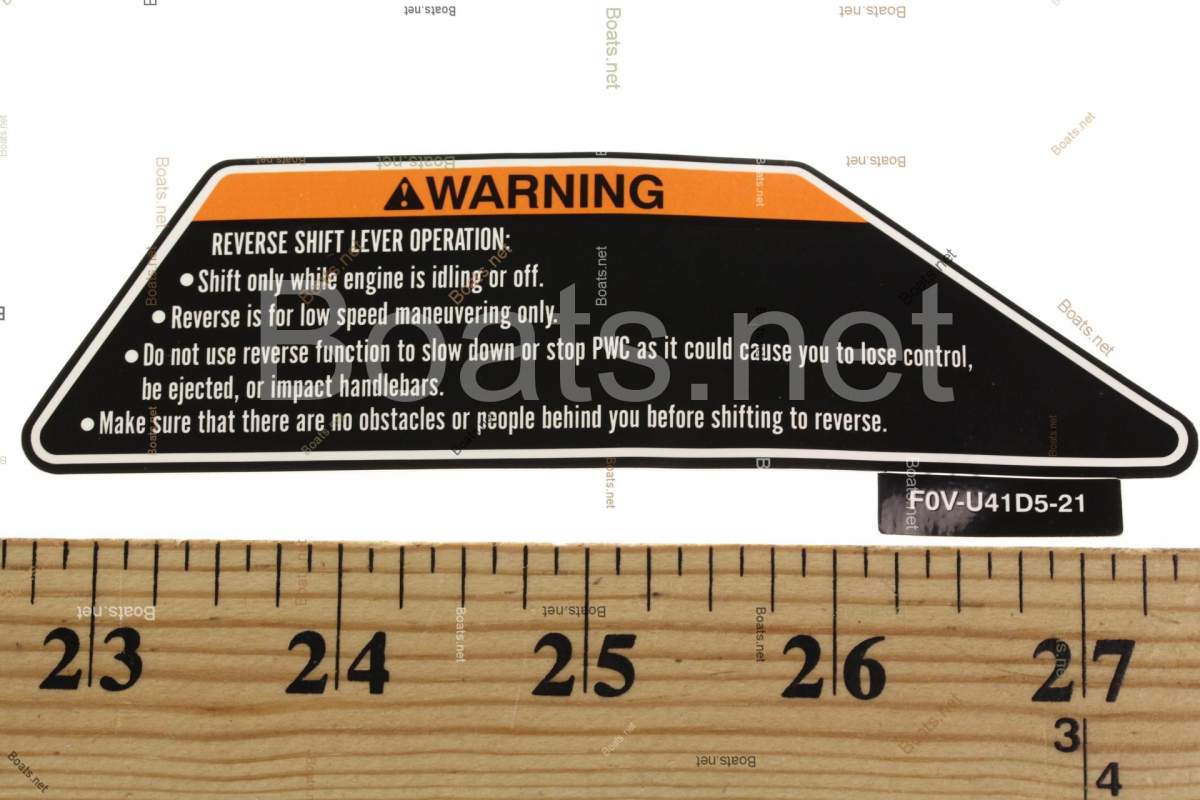 Boats.net
WARNING
REVERSE SHIFT LEVER OPERATION:
• Shift only while engine is idling or off.
• Reverse is for low speed maneuvering only.
• Do not use reverse function to slow down or stop PWC as it could cause you to lose control,
be ejected, or impact handlebars.
• Make sure that there are no obstacles or people behind you before shifting to reverse.
F0V-U41D5-21
23 24 25 26 27
3
4